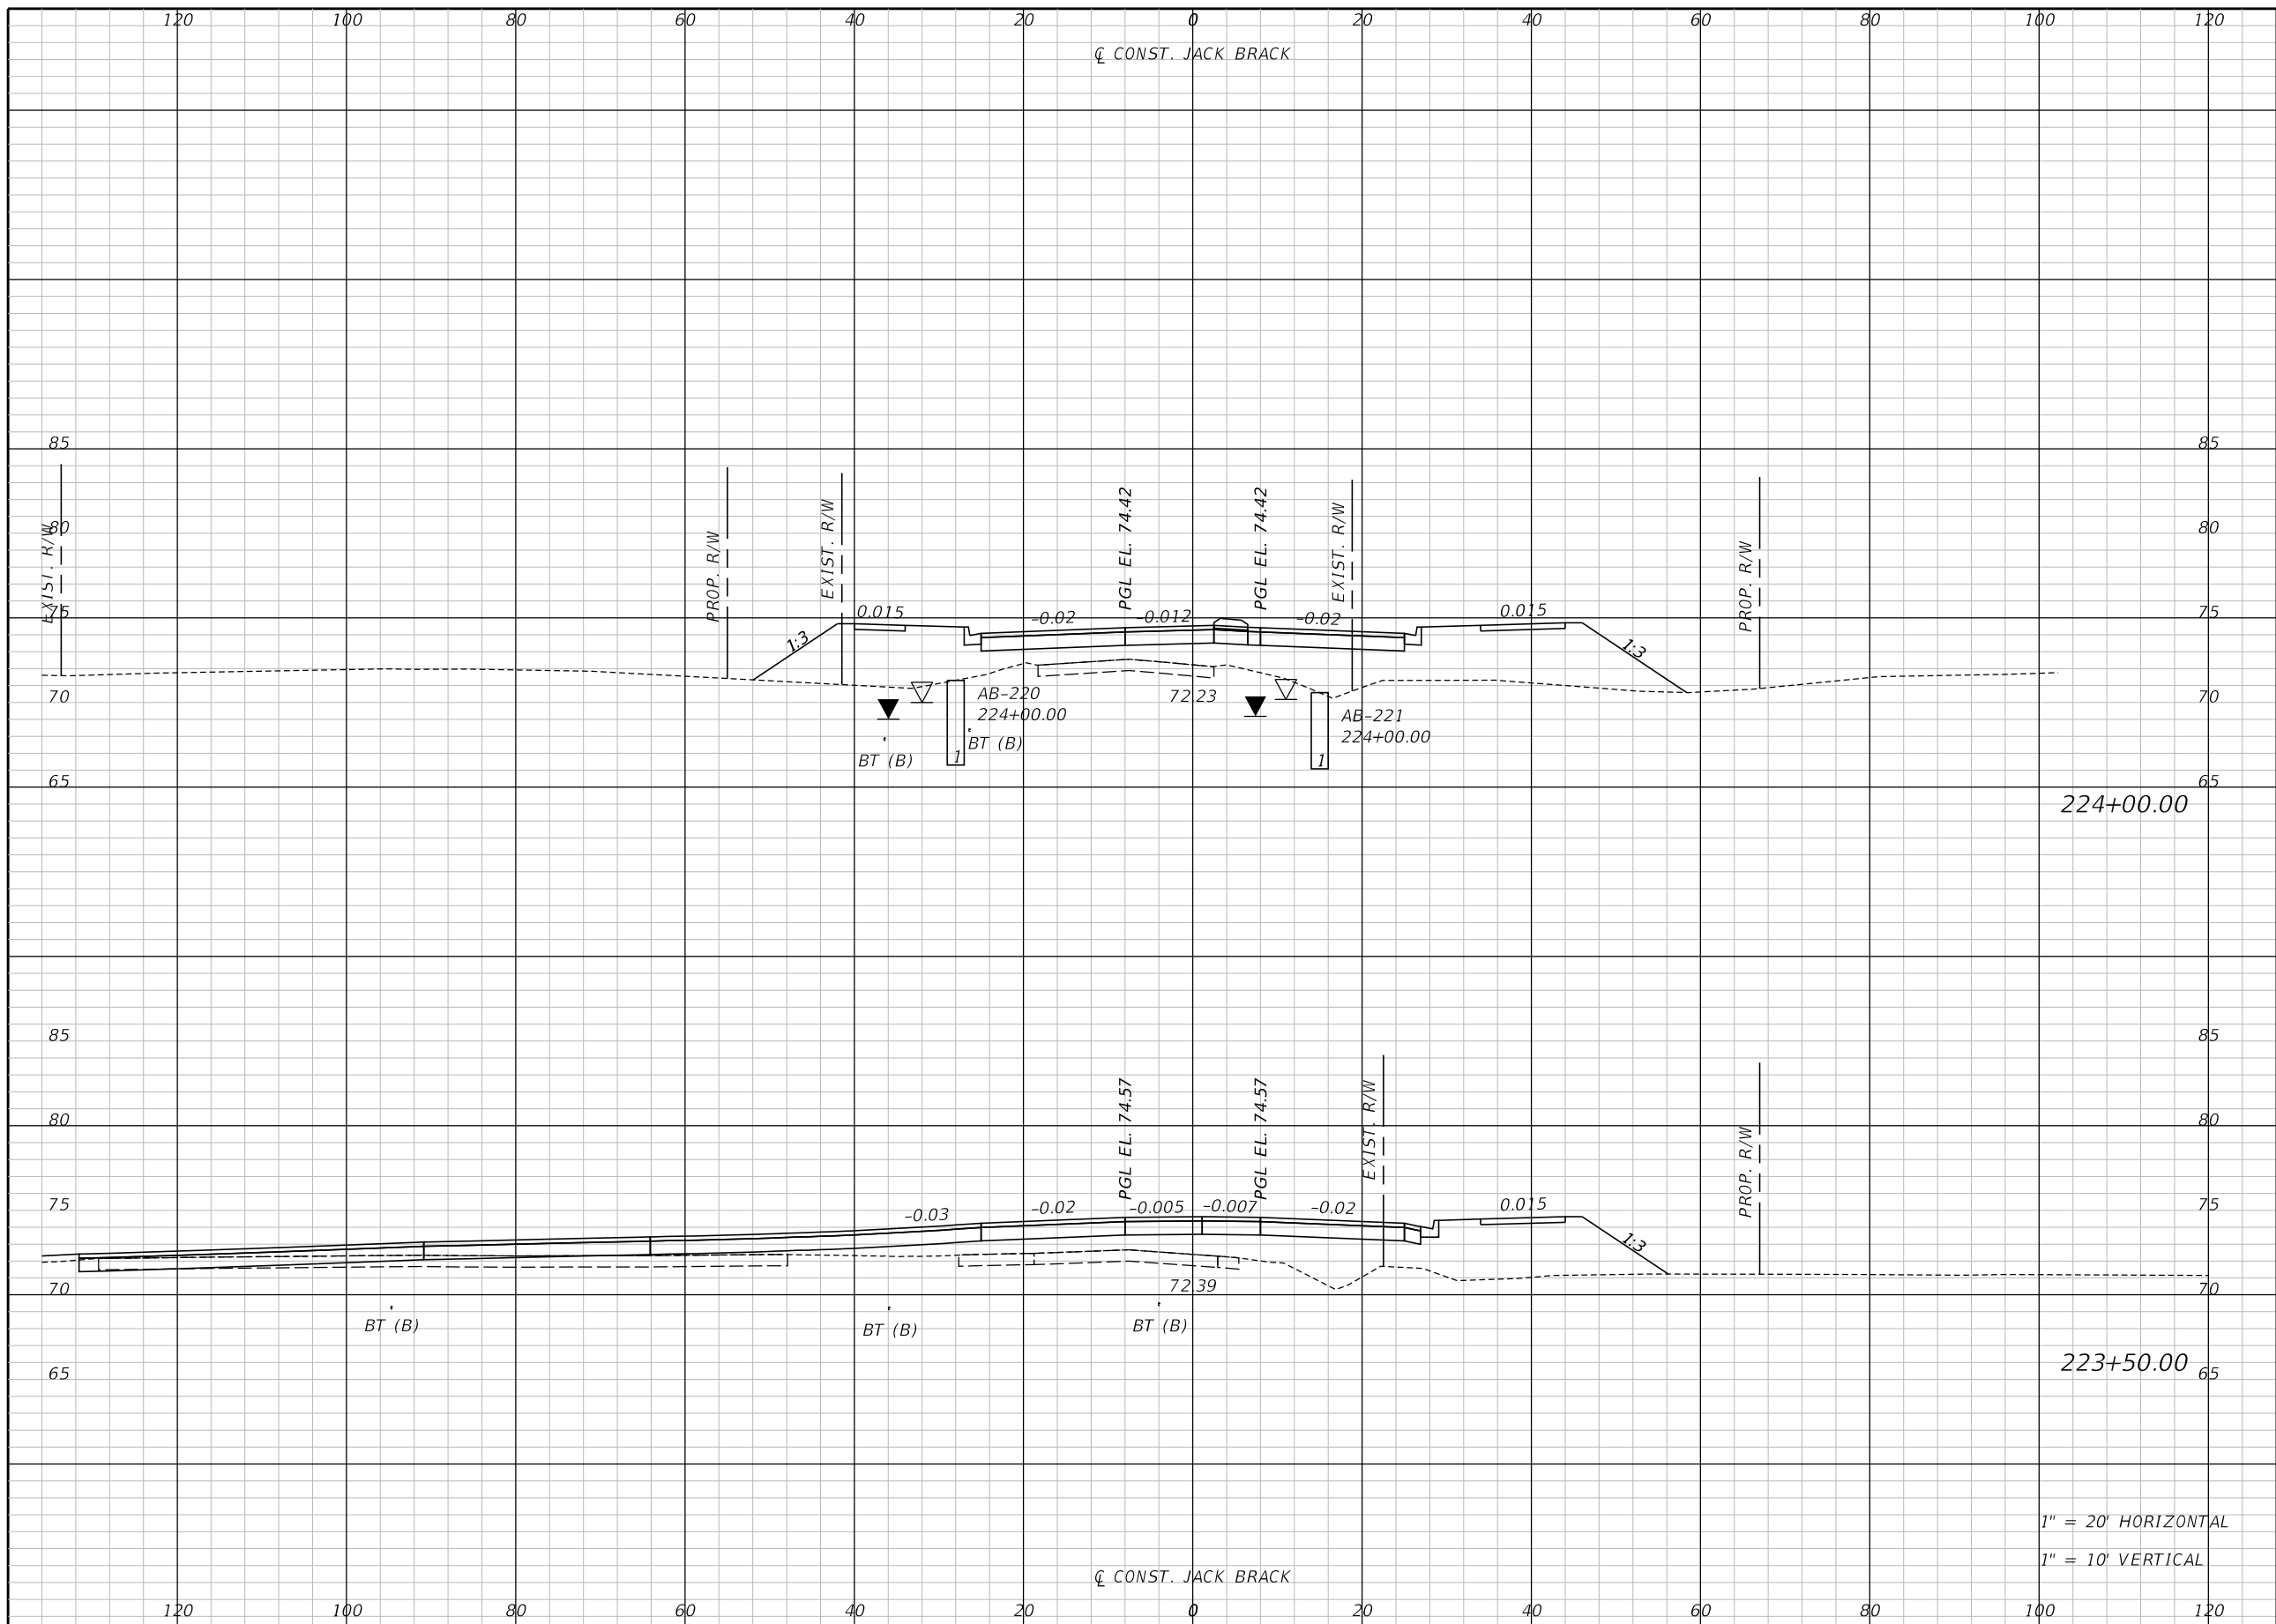 120 100 80 60 40 20 0 20 40 60 80 100 120
℄ CONST. JACK BRACK
85 85
80 80
EXIST. R/W
PROP. R/W
EXIST. R/W
PGL EL. 74.42
PGL EL. 74.42
EXIST. R/W
PROP. R/W
75 75
1:3
0.015
-0.02
-0.012
-0.02
0.015
1:3
70 70
AB-220
224+00.00
72.23
AB-221
224+00.00
BT (B)
1
BT (B)
1
65 65
224+00.00
85 85
80 80
PGL EL. 74.57
PGL EL. 74.57
EXIST. R/W
PROP. R/W
75 75
-0.03
-0.02
-0.005
-0.007
-0.02
0.015
1:3
70 70
72.39
BT (B)
BT (B)
BT (B)
65 65
223+50.00
1" = 20' HORIZONTAL
1" = 10' VERTICAL
℄ CONST. JACK BRACK
120 100 80 60 40 20 0 20 40 60 80 100 120